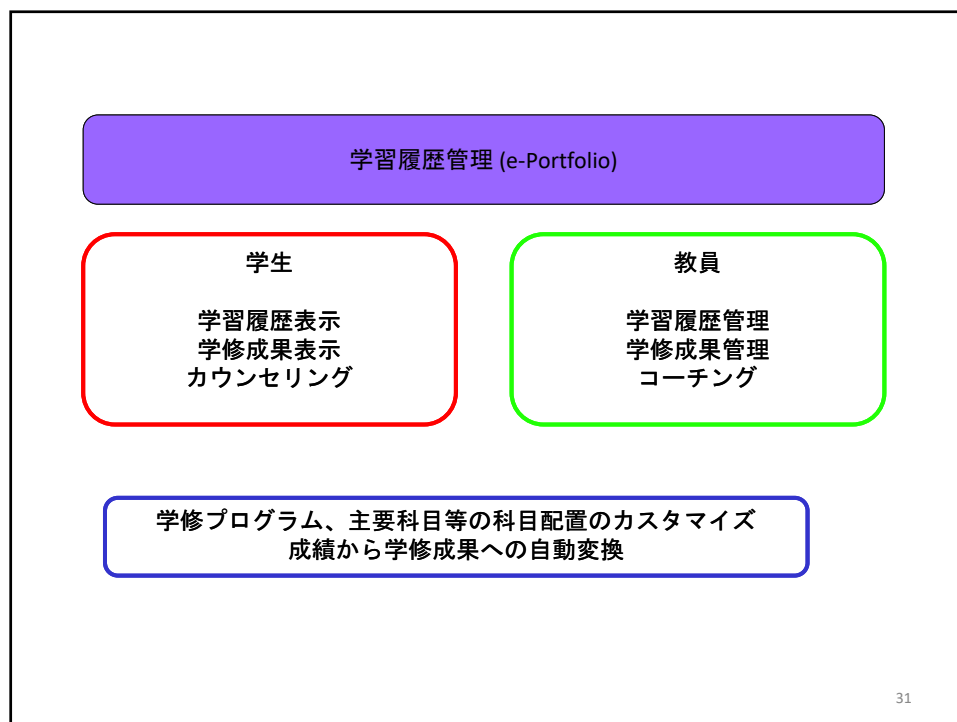 学習履歴管理 (e-Portfolio)
学生
学習履歴表示
学修成果表示
カウンセリング
教員
学習履歴管理
学修成果管理
コーチング
学修プログラム、主要科目等の科目配置のカスタマイズ
成績から学修成果への自動変換
31